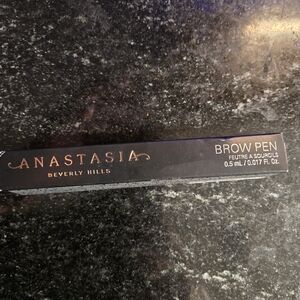 ANASTASIA
BEVERLY HILLS
BROW PEN
FEUTRE A SOURCILS
0.5 mL / 0.017 Fl. Oz.